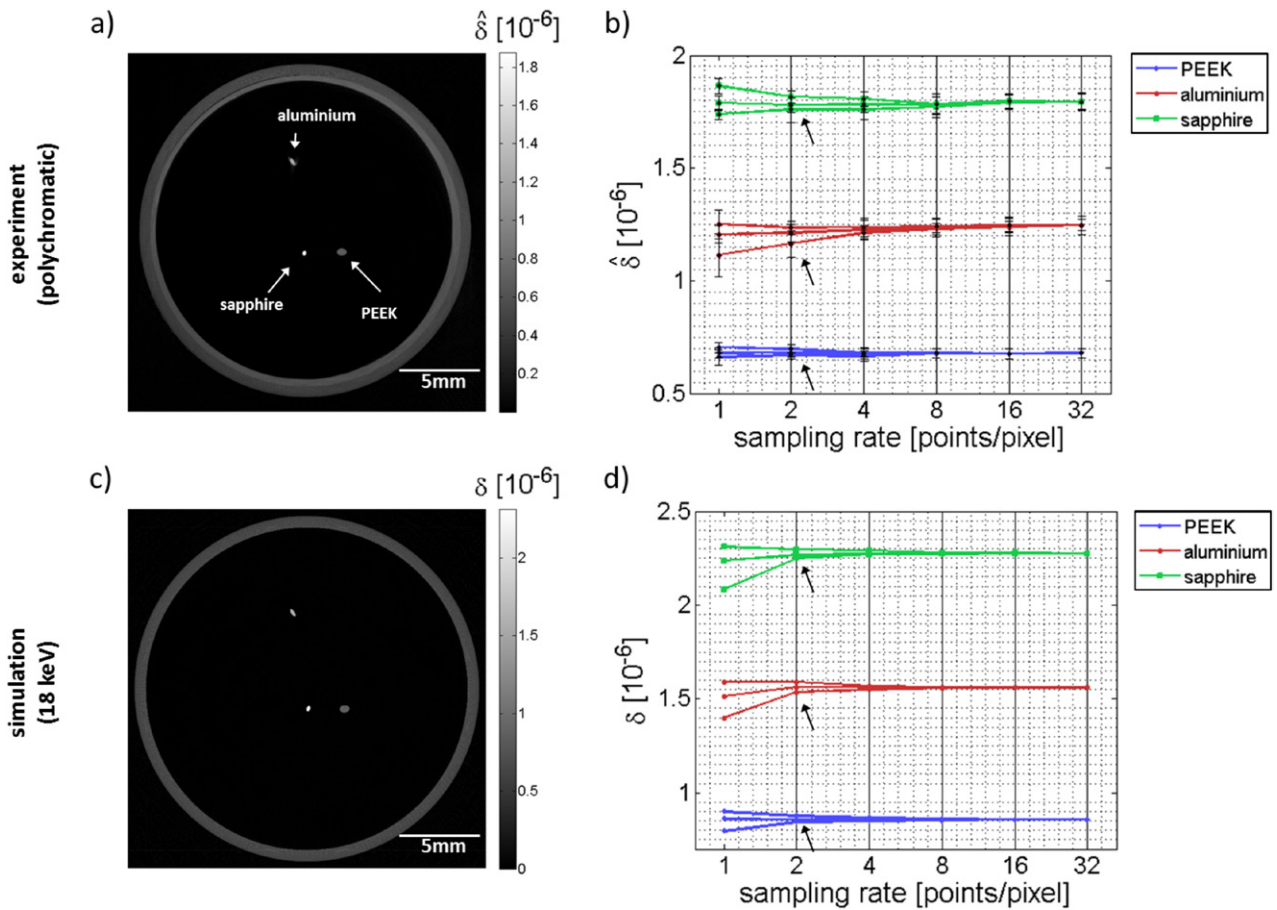 a)
δ̂ [10⁻⁶]
experiment
(polychromatic)
aluminium
sapphire
PEEK
5mm
1.8
1.6
1.4
1.2
1
0.8
0.6
0.4
0.2
b)
δ̂ [10⁻⁶]
2
1.5
1
0.5
1 2 4 8 16 32
sampling rate [points/pixel]
PEEK
aluminium
sapphire
c)
δ [10⁻⁶]
simulation
(18 keV)
5mm
2
1.5
1
0.5
0
d)
δ [10⁻⁶]
2.5
2
1.5
1
1 2 4 8 16 32
sampling rate [points/pixel]
PEEK
aluminium
sapphire